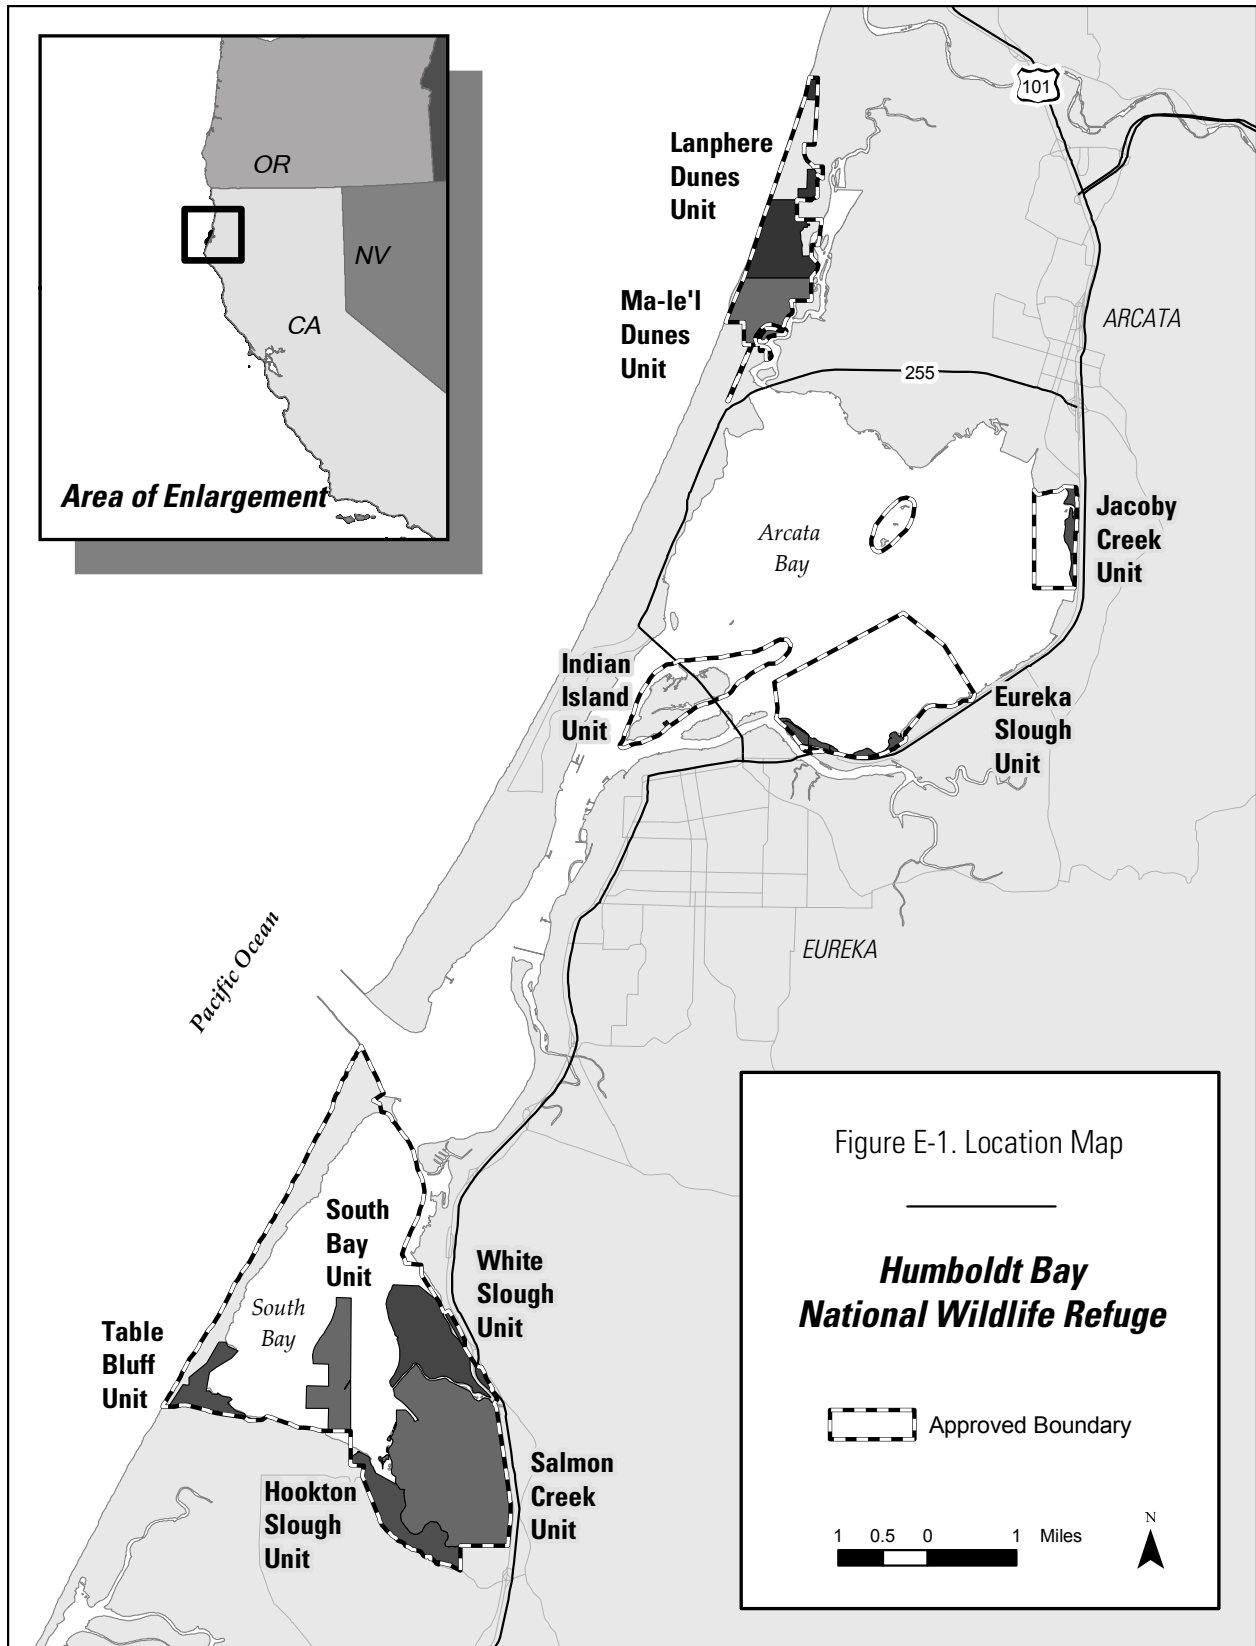 OR
NV
CA
Area of Enlargement
101
Lanphere
Dunes
Unit
Ma-le'l
Dunes
Unit
ARCATA
255
Jacoby
Creek
Unit
Arcata
Bay
Indian
Island
Unit
Eureka
Slough
Unit
EUREKA
Pacific Ocean
South
Bay
Unit
White
Slough
Unit
South
Bay
Table
Bluff
Unit
Salmon
Creek
Unit
Hookton
Slough
Unit
Figure E-1. Location Map
Humboldt Bay
National Wildlife Refuge
Approved Boundary
1 0.5 0 1 Miles
N